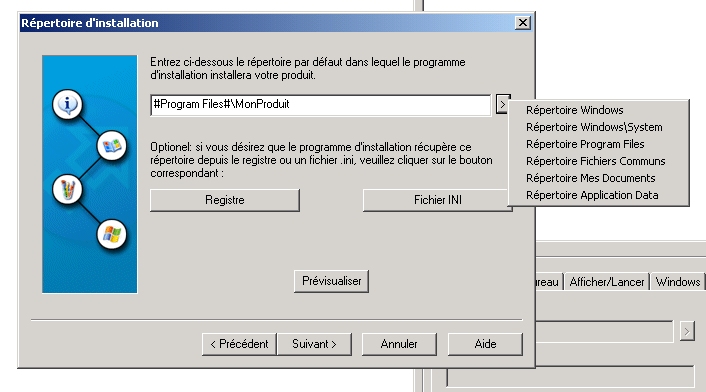 Répertoire d'installation
Entrez ci-dessous le répertoire par défaut dans lequel le programme
d'installation installera votre produit.
#Program Files#\MonProduit
>
Répertoire Windows
Répertoire Windows\System
Répertoire Program Files
Répertoire Fichiers Communs
Répertoire Mes Documents
Répertoire Application Data
Optionel: si vous désirez que le programme d'installation récupère ce
répertoire depuis le registre ou un fichier .ini, veuillez cliquer sur le bouton
correspondant :
Registre
Fichier INI
Prévisualiser
< Précédent
Suivant >
Annuler
Aide
Afficher/Lancer
Windows
>